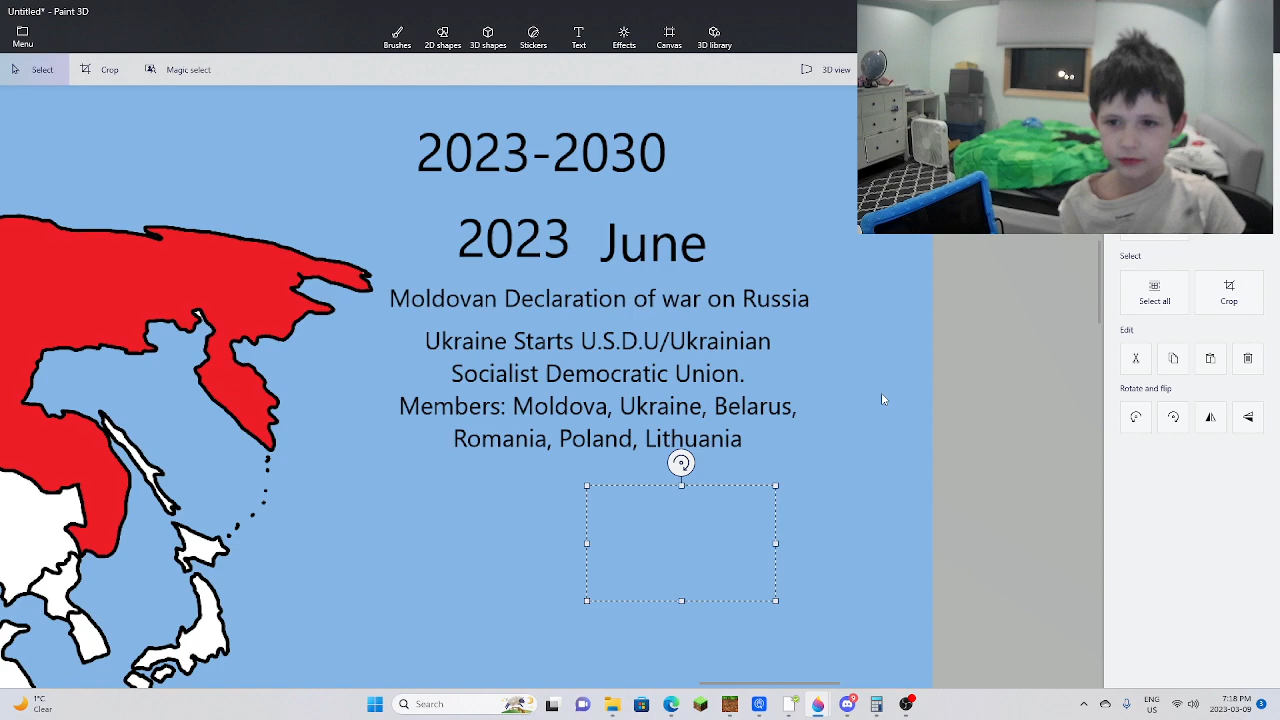 Untitled* - Paint 3D
Menu
Brushes
2D shapes
3D shapes
Stickers
Text
Effects
Canvas
3D library
Select
Crop
Magic select
3D view
2023-2030
2023 June
Moldovan Declaration of war on Russia
Ukraine Starts U.S.D.U/Ukrainian
Socialist Democratic Union.
Members: Moldova, Ukraine, Belarus,
Romania, Poland, Lithuania
Select
Select all
Crop
Edit
Rotate and flip
1°C
Clear
Search
ENG
US
7:18 PM
2023-03-09
3